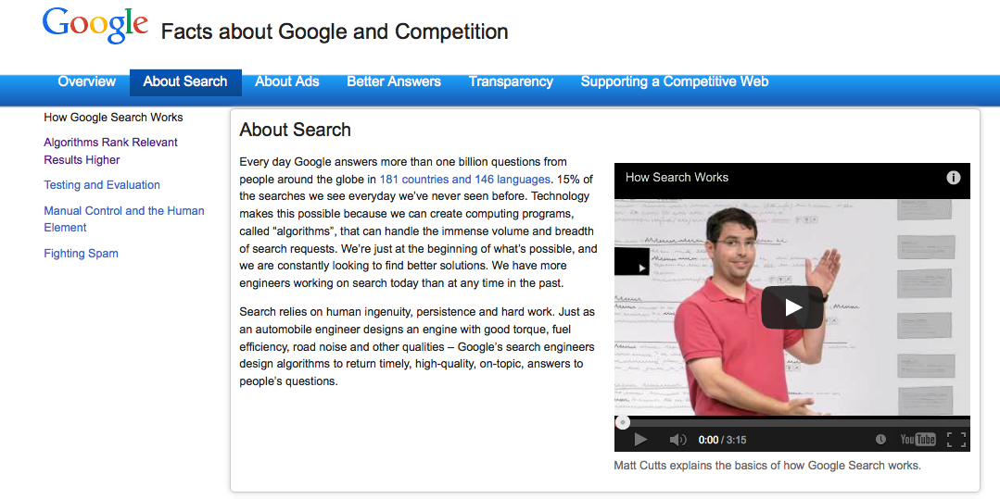 Google Facts about Google and Competition
Overview About Search About Ads Better Answers Transparency Supporting a Competitive Web
How Google Search Works
Algorithms Rank Relevant
Results Higher
Testing and Evaluation
Manual Control and the Human
Element
Fighting Spam
About Search
Every day Google answers more than one billion questions from
people around the globe in 181 countries and 146 languages. 15% of
the searches we see everyday we've never seen before. Technology
makes this possible because we can create computing programs,
called “algorithms”, that can handle the immense volume and breadth
of search requests. We're just at the beginning of what's possible, and
we are constantly looking to find better solutions. We have more
engineers working on search today than at any time in the past.
Search relies on human ingenuity, persistence and hard work. Just as
an automobile engineer designs an engine with good torque, fuel
efficiency, road noise and other qualities – Google's search engineers
design algorithms to return timely, high-quality, on-topic, answers to
people's questions.
How Search Works
0:00 / 3:15 YouTube
Matt Cutts explains the basics of how Google Search works.